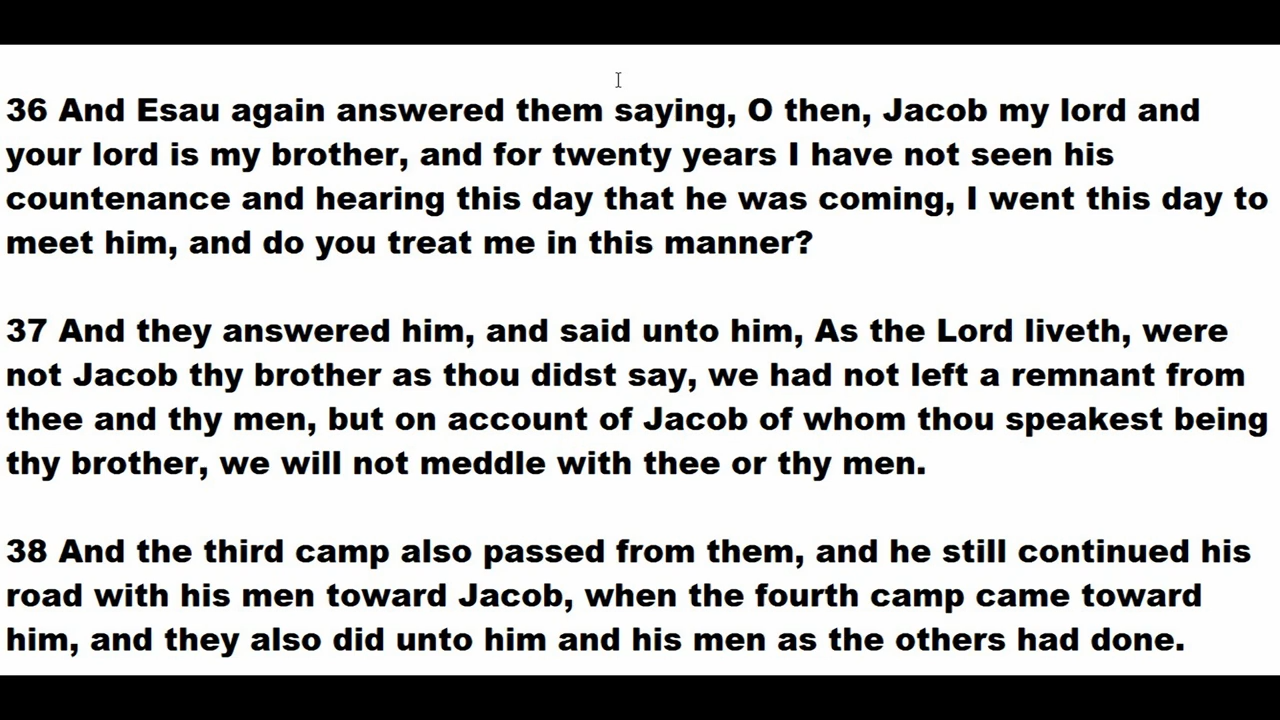 36 And Esau again answered them saying, O then, Jacob my lord and
your lord is my brother, and for twenty years I have not seen his
countenance and hearing this day that he was coming, I went this day to
meet him, and do you treat me in this manner?
37 And they answered him, and said unto him, As the Lord liveth, were
not Jacob thy brother as thou didst say, we had not left a remnant from
thee and thy men, but on account of Jacob of whom thou speakest being
thy brother, we will not meddle with thee or thy men.
38 And the third camp also passed from them, and he still continued his
road with his men toward Jacob, when the fourth camp came toward
him, and they also did unto him and his men as the others had done.